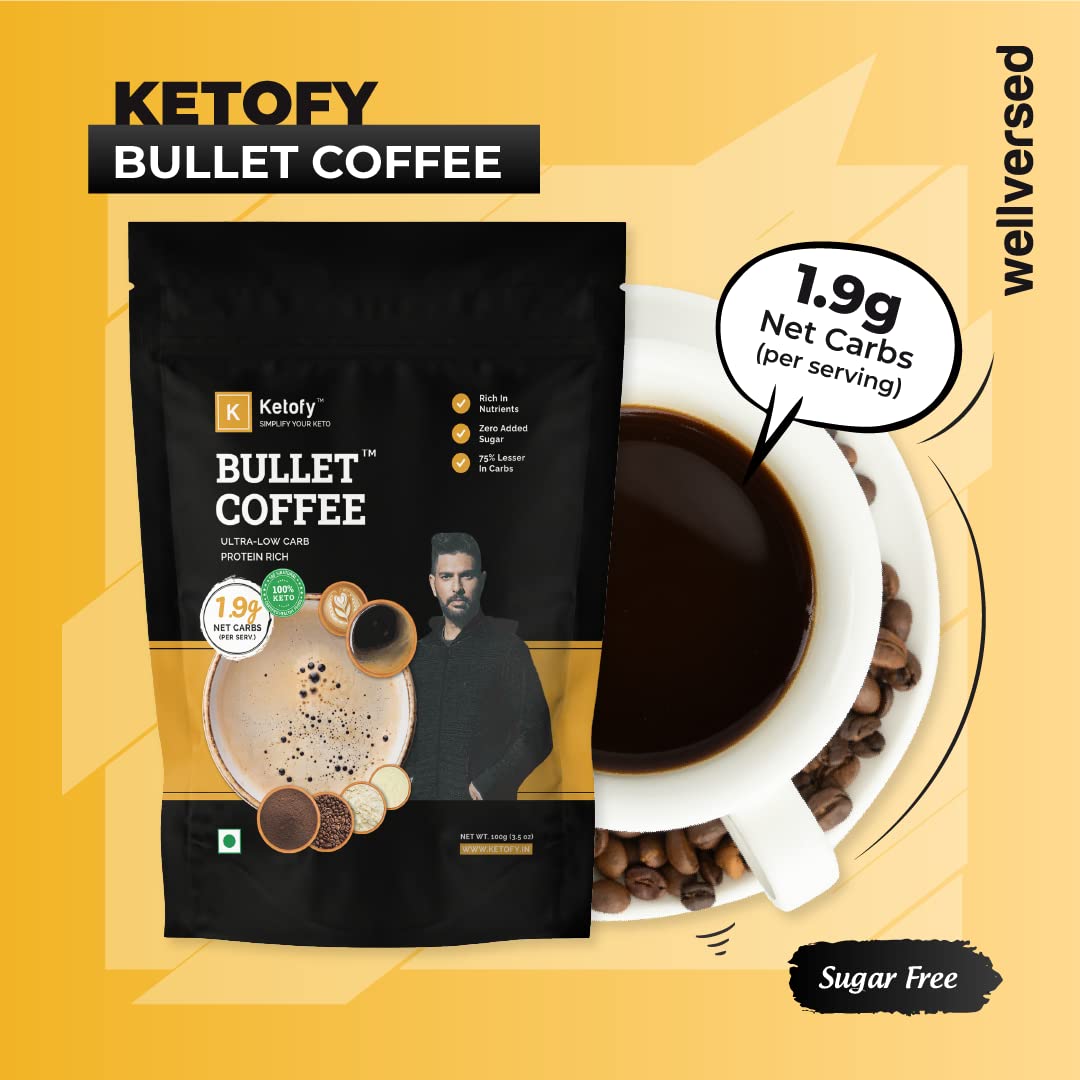 KETOFY
BULLET COFFEE
wellversed
1.9g
Net Carbs
(per serving)
K
Ketofy™
SIMPLIFY YOUR KETO
Rich In
Nutrients
Zero Added
Sugar
75% Lesser
In Carbs
BULLET™
COFFEE
ULTRA-LOW CARB
PROTEIN RICH
1.9g
NET CARBS
(PER SERV.)
100%
KETO
NET WT. 100g (3.5 oz)
WWW.KETOFY.IN
Sugar Free